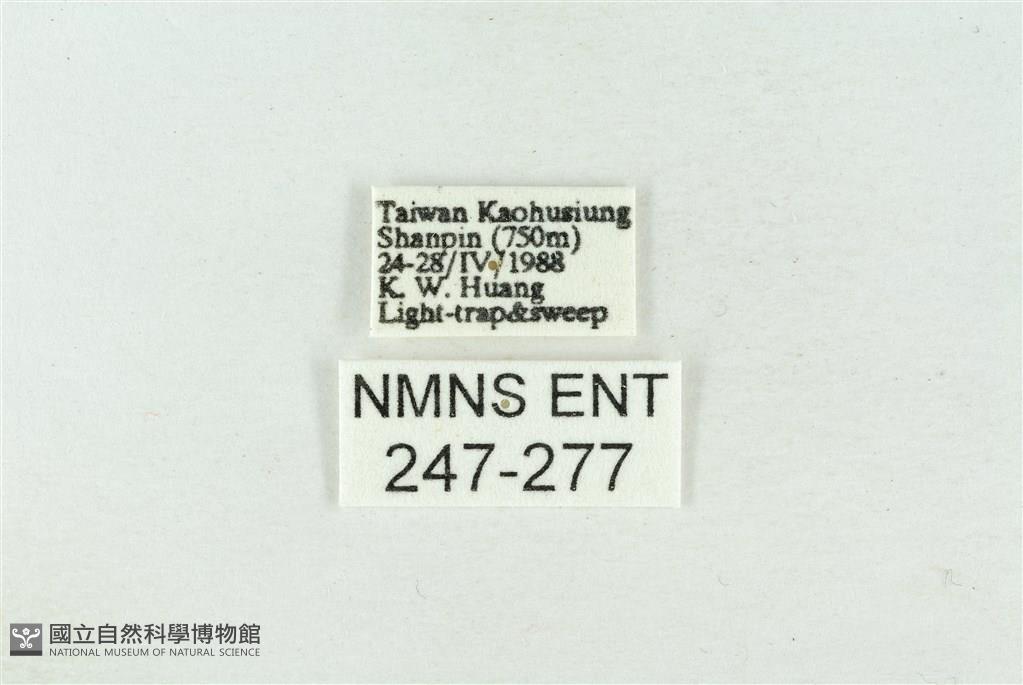 Taiwan Kaohusiung
Shanpin (750m)
24-28/IV/1988
K. W. Huang
Light-trap&sweep
NMNS ENT
247-277
國立自然科學博物館
NATIONAL MUSEUM OF NATURAL SCIENCE